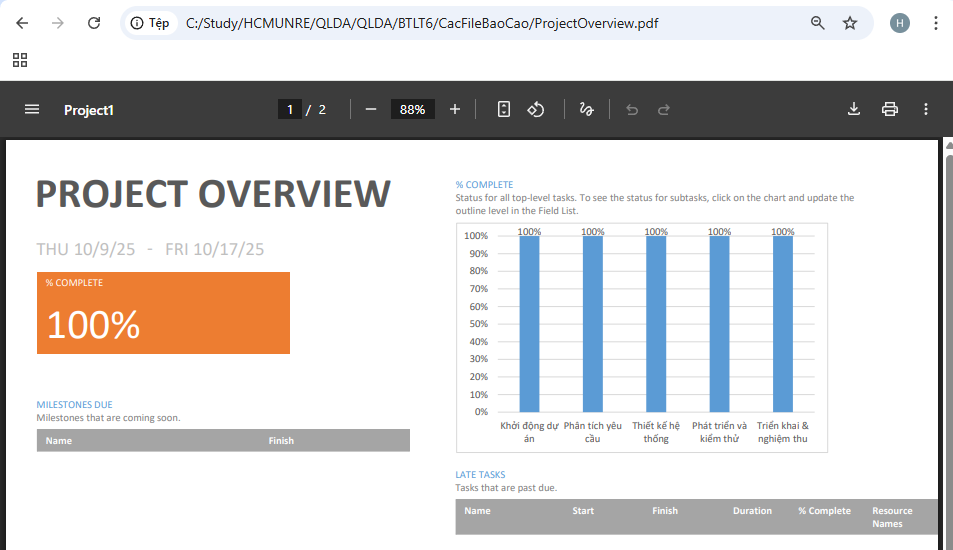 Tệp
C:/Study/HCMUNRE/QLDA/QLDA/BTLT6/CacFileBaoCao/ProjectOverview.pdf
H
Project1
1 / 2
88%
PROJECT OVERVIEW
THU 10/9/25 - FRI 10/17/25
% COMPLETE
100%
MILESTONES DUE
Milestones that are coming soon.
Name Finish
% COMPLETE
Status for all top-level tasks. To see the status for subtasks, click on the chart and update the
outline level in the Field List.
100% 100% 100% 100% 100%
100%
90%
80%
70%
60%
50%
40%
30%
20%
10%
0%
Khởi động dự Phân tích yêu Thiết kế hệ Phát triển và Triển khai &
án cầu thống kiểm thử nghiệm thu
LATE TASKS
Tasks that are past due.
Name Start Finish Duration % Complete Resource
Names